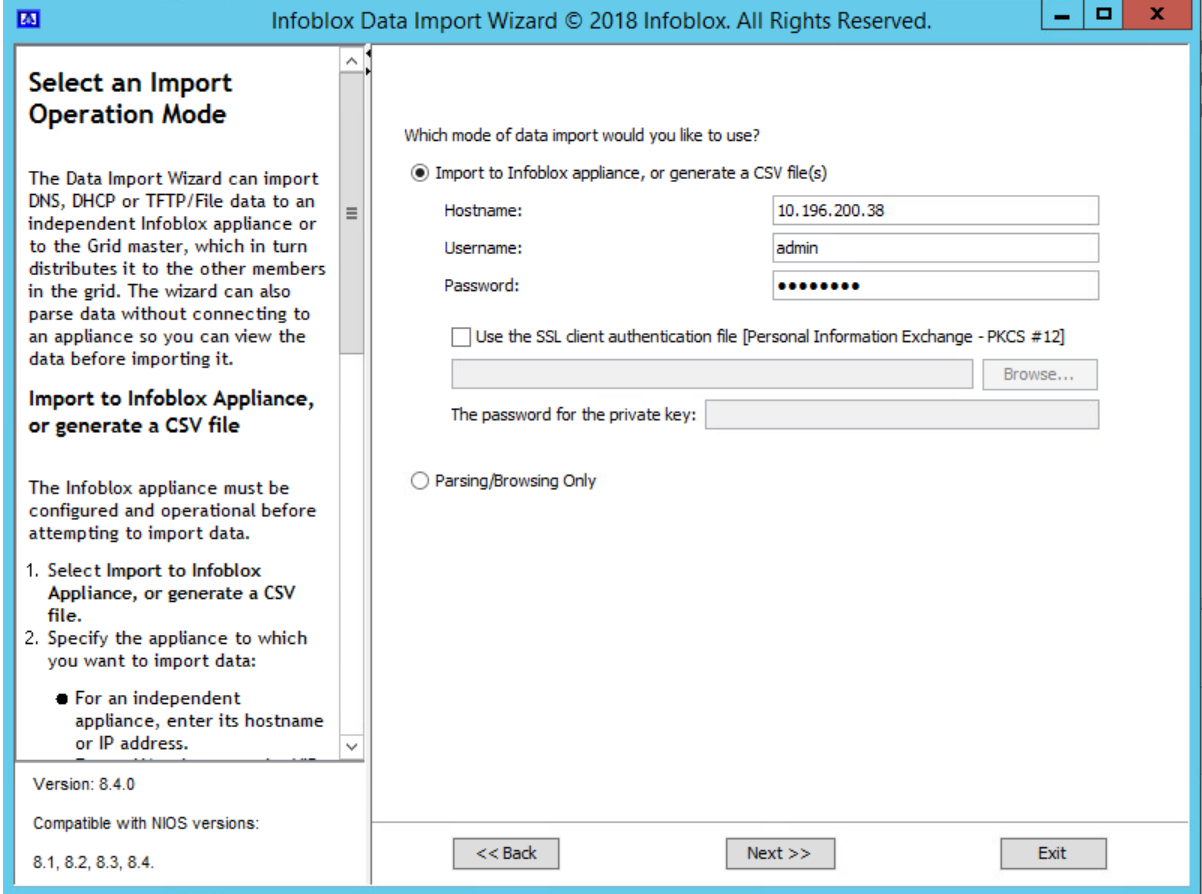 Infoblox Data Import Wizard © 2018 Infoblox. All Rights Reserved.
Select an Import
Operation Mode
The Data Import Wizard can import
DNS, DHCP or TFTP/File data to an
independent Infoblox appliance or
to the Grid master, which in turn
distributes it to the other members
in the grid. The wizard can also
parse data without connecting to
an appliance so you can view the
data before importing it.
Import to Infoblox Appliance,
or generate a CSV file
The Infoblox appliance must be
configured and operational before
attempting to import data.
1. Select Import to Infoblox
Appliance, or generate a CSV
file.
2. Specify the appliance to which
you want to import data:
● For an independent
appliance, enter its hostname
or IP address.
Version: 8.4.0
Compatible with NIOS versions:
8.1, 8.2, 8.3, 8.4.
Which mode of data import would you like to use?
Import to Infoblox appliance, or generate a CSV file(s)
Hostname: 10.196.200.38
Username: admin
Password: ●●●●●●●●
Use the SSL client authentication file [Personal Information Exchange - PKCS #12]
Browse...
The password for the private key:
Parsing/Browsing Only
<< Back Next >> Exit